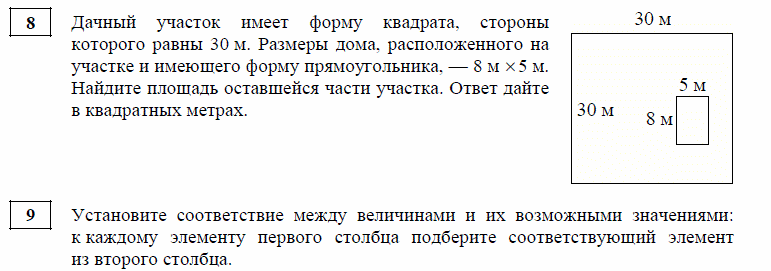 8
Дачный участок имеет форму квадрата, стороны
которого равны 30 м. Размеры дома, расположенного на
участке и имеющего форму прямоугольника, — 8 м × 5 м.
Найдите площадь оставшейся части участка. Ответ дайте
в квадратных метрах.
30 м
30 м
5 м
8 м
9
Установите соответствие между величинами и их возможными значениями:
к каждому элементу первого столбца подберите соответствующий элемент
из второго столбца.